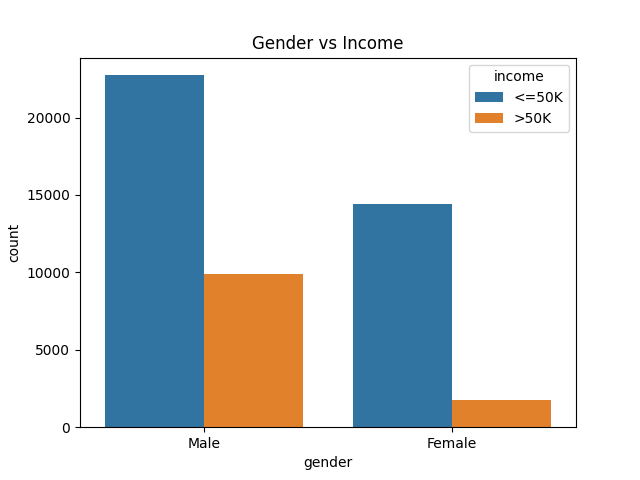 Gender vs Income
income
<=50K
>50K
20000
15000
10000
5000
0
count
Male Female
gender